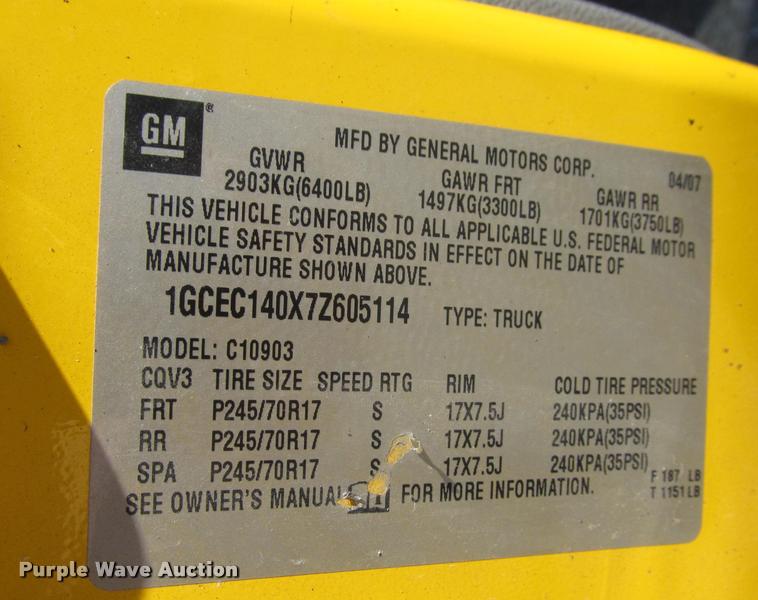 GM®
MFD BY GENERAL MOTORS CORP. 04/07
GVWR GAWR FRT GAWR RR
2903KG(6400LB) 1497KG(3300LB) 1701KG(3750LB)
THIS VEHICLE CONFORMS TO ALL APPLICABLE U.S. FEDERAL MOTOR
VEHICLE SAFETY STANDARDS IN EFFECT ON THE DATE OF
MANUFACTURE SHOWN ABOVE.
1GCEC140X7Z605114 TYPE: TRUCK
MODEL: C10903
CQV3 TIRE SIZE SPEED RTG RIM COLD TIRE PRESSURE
FRT P245/70R17 S 17X7.5J 240KPA(35PSI)
RR P245/70R17 S 17X7.5J 240KPA(35PSI)
SPA P245/70R17 S 17X7.5J 240KPA(35PSI)
F 187 LB
SEE OWNER'S MANUAL FOR MORE INFORMATION. T 1151 LB
Purple Wave Auction